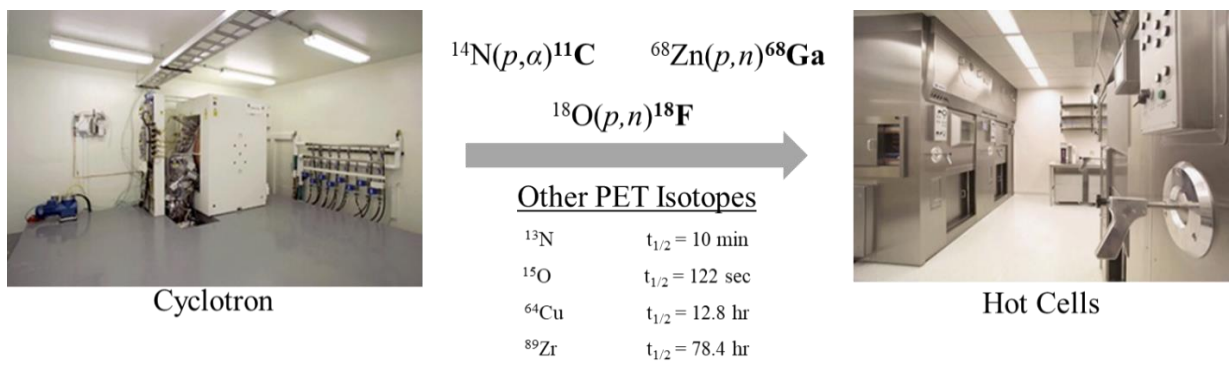 ¹⁴N(p,α)¹¹C ⁶⁸Zn(p,n)⁶⁸Ga
¹⁸O(p,n)¹⁸F
Other PET Isotopes
¹³N t₁/₂ = 10 min
¹⁵O t₁/₂ = 122 sec
⁶⁴Cu t₁/₂ = 12.8 hr
⁸⁹Zr t₁/₂ = 78.4 hr
Cyclotron
Hot Cells